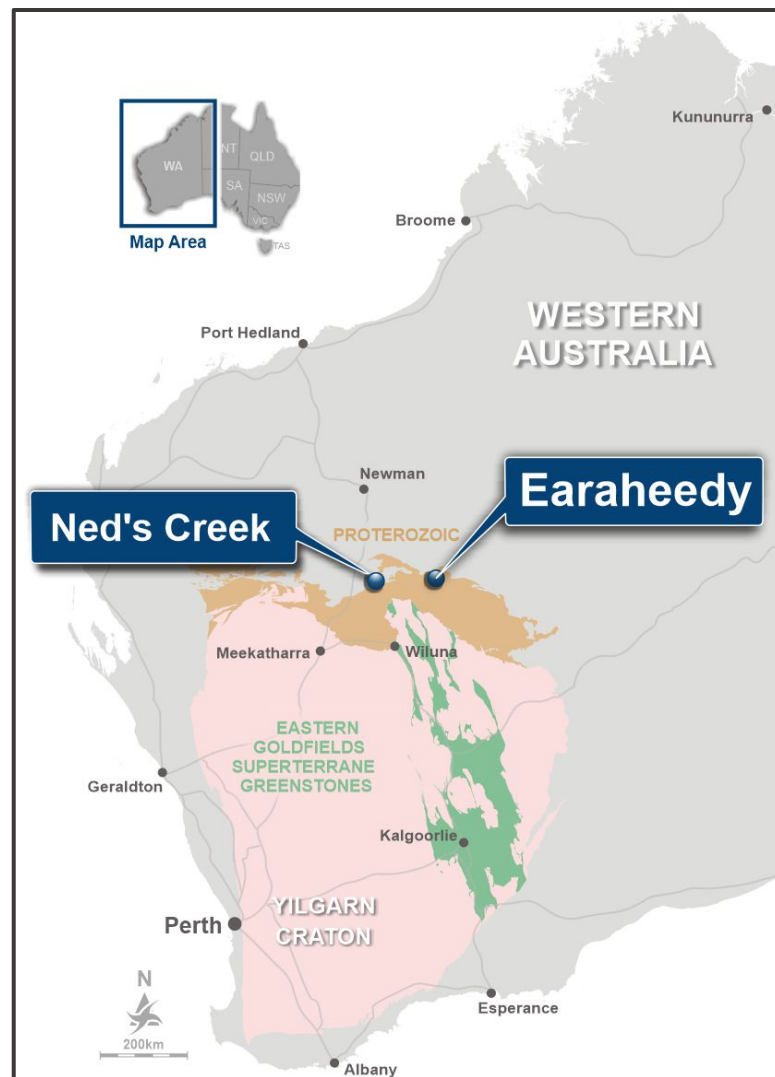 WA
NT
QLD
SA
NSW
VIC
TAS
Map Area
Kununurra
Broome
Port Hedland
WESTERN
AUSTRALIA
Newman
Ned's Creek
Earaheedy
PROTEROZOIC
Meekatharra
Wiluna
EASTERN
GOLDFIELDS
SUPERTERRANE
GREENSTONES
Geraldton
Kalgoorlie
YILGARN
CRATON
Perth
N
200km
Esperance
Albany